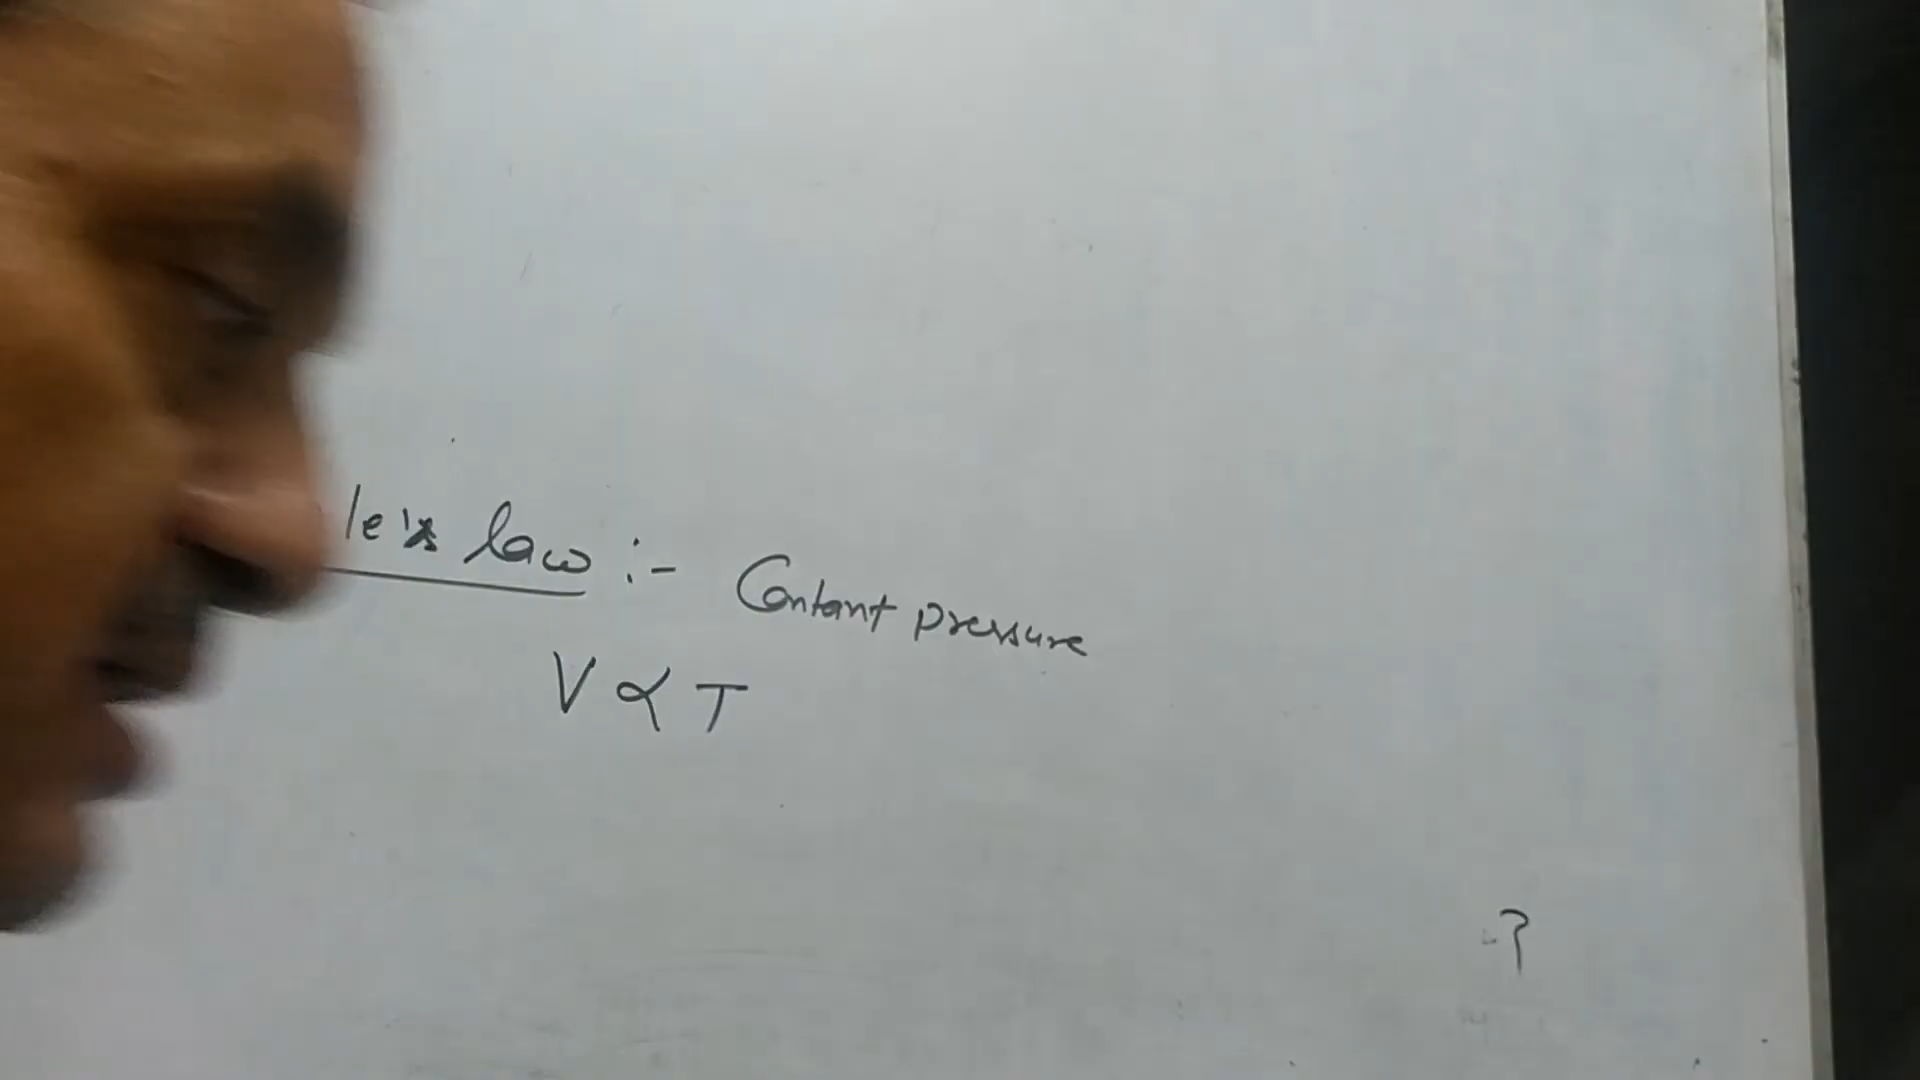 le's law :- Contant pressure
V ∝ T
?